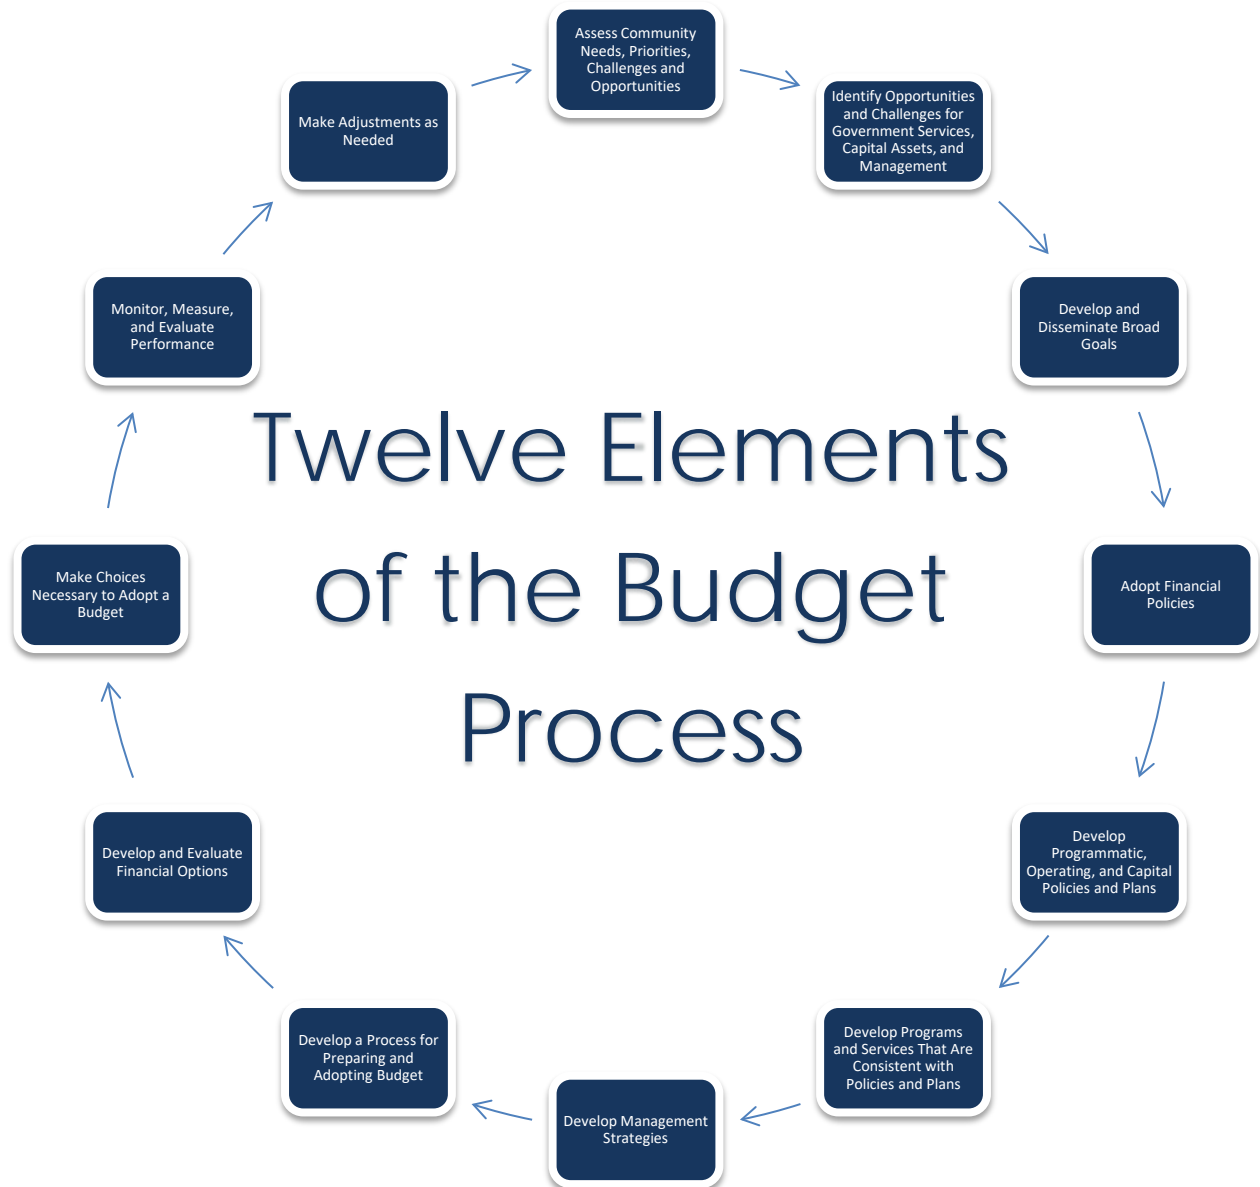 Assess Community
Needs, Priorities,
Challenges and
Opportunities
Identify Opportunities
and Challenges for
Government Services,
Capital Assets, and
Management
Develop and
Disseminate Broad
Goals
Adopt Financial
Policies
Develop
Programmatic,
Operating, and Capital
Policies and Plans
Develop Programs
and Services That Are
Consistent with
Policies and Plans
Develop Management
Strategies
Develop a Process for
Preparing and
Adopting Budget
Develop and Evaluate
Financial Options
Make Choices
Necessary to Adopt a
Budget
Monitor, Measure,
and Evaluate
Performance
Make Adjustments as
Needed
Twelve Elements
of the Budget
Process